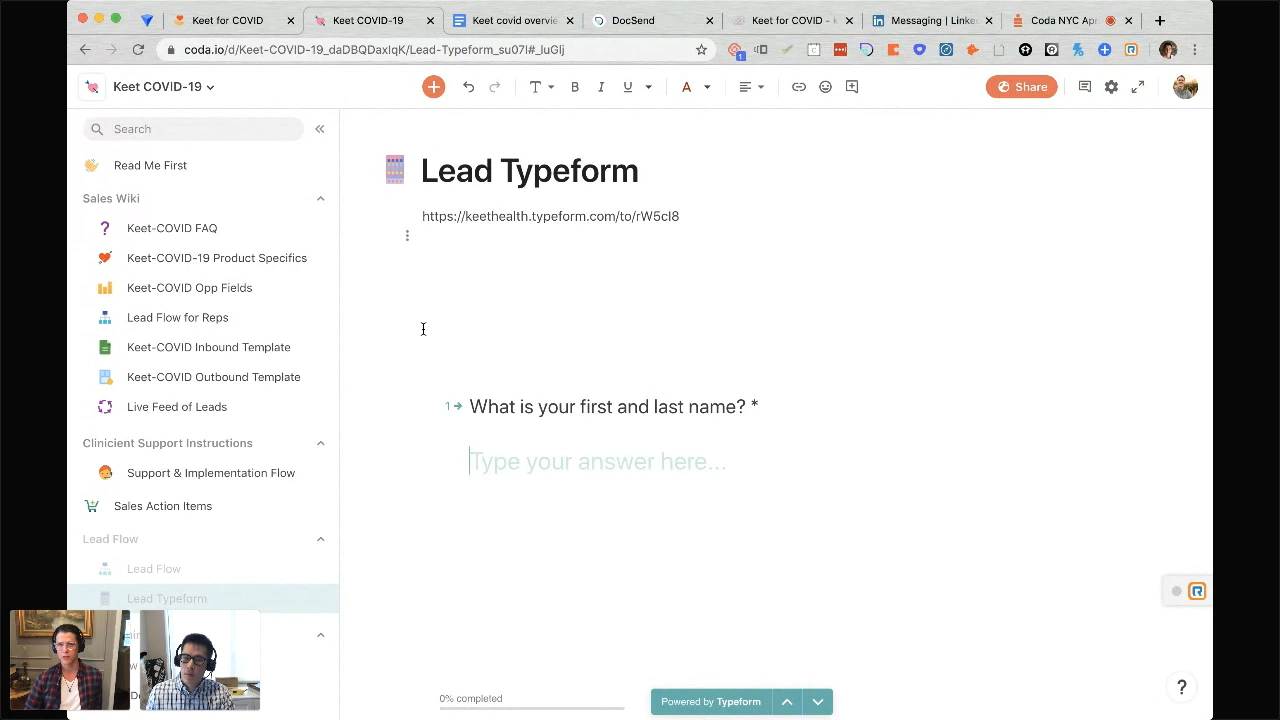 Keet for COVID
Keet COVID-19
Keet covid overvie
DocSend
Keet for COVID -
Messaging | Linke
Coda NYC Apr
coda.io/d/Keet-COVID-19_daDBQDaxIqK/Lead-Typeform_su07I#_luGlj
1
Keet COVID-19
T
B
I
U
A
Share
Search
Read Me First
Sales Wiki
Keet-COVID FAQ
Keet-COVID-19 Product Specifics
Keet-COVID Opp Fields
Lead Flow for Reps
Keet-COVID Inbound Template
Keet-COVID Outbound Template
Live Feed of Leads
Clinicient Support Instructions
Support & Implementation Flow
Sales Action Items
Lead Flow
Lead Flow
Lead Typeform
Lead Typeform
https://keethealth.typeform.com/to/rW5cI8
1
What is your first and last name? *
Type your answer here...
0% completed
Powered by Typeform
?